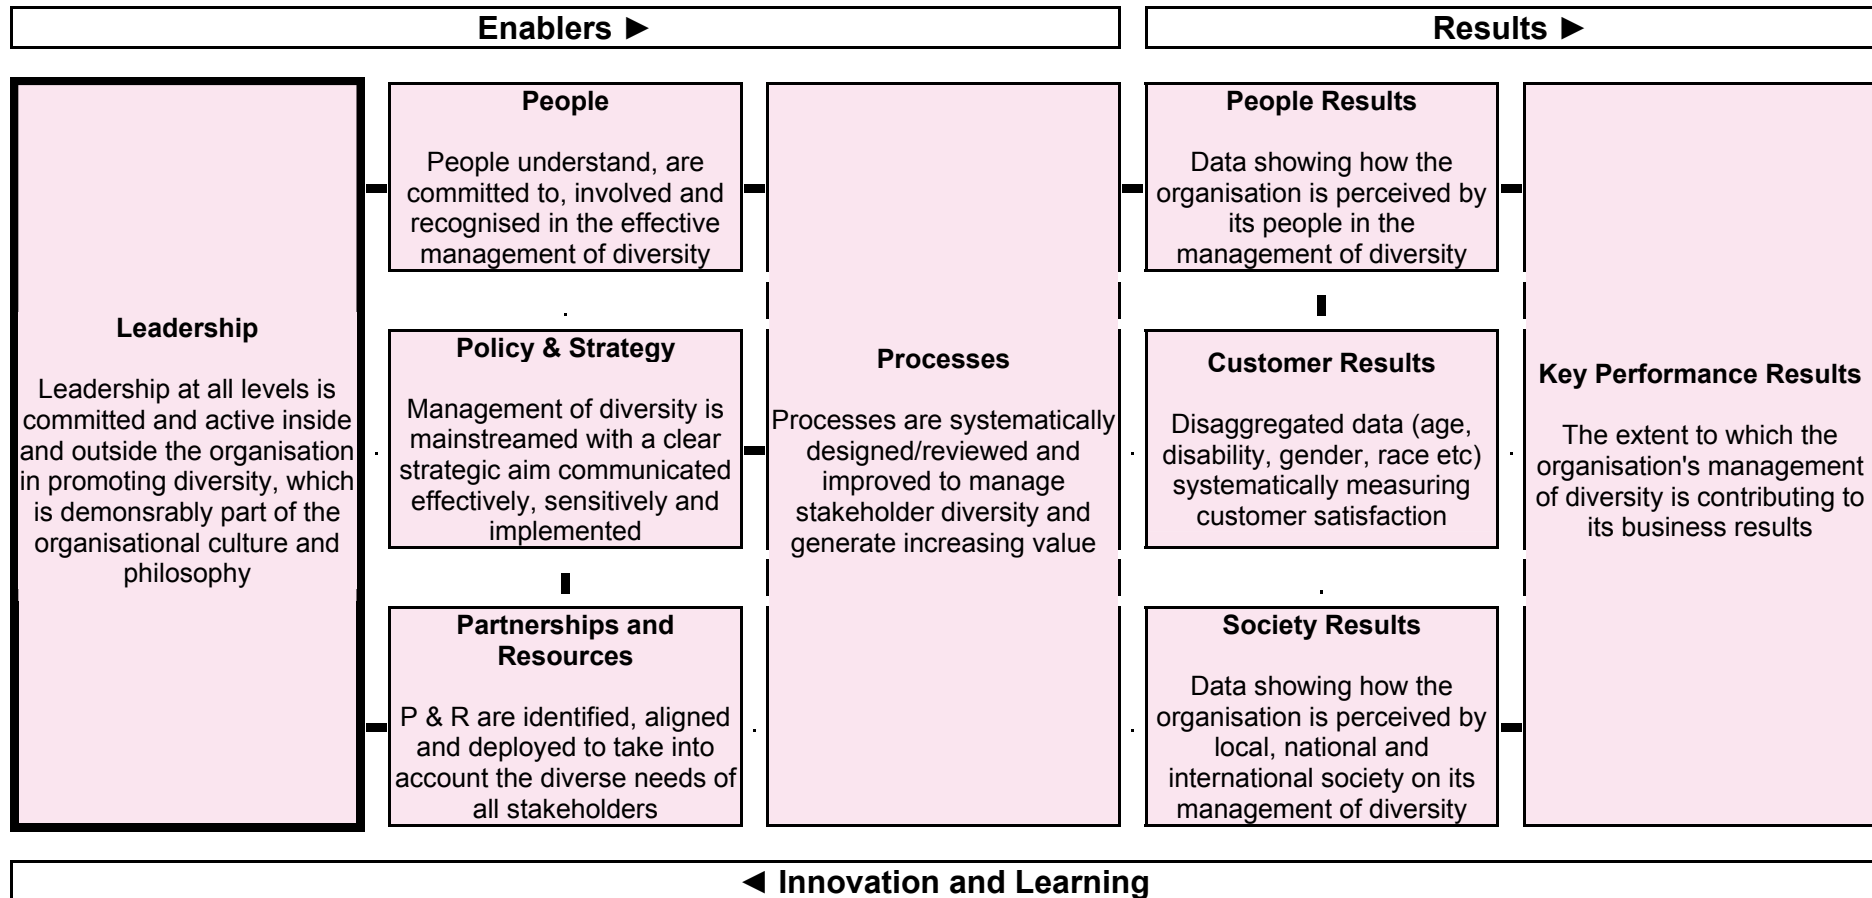 Enablers ►
Results ►
Leadership
Leadership at all levels is
committed and active inside
and outside the organisation
in promoting diversity, which
is demonsrably part of the
organisational culture and
philosophy
People
People understand, are
committed to, involved and
recognised in the effective
management of diversity
Policy & Strategy
Management of diversity is
mainstreamed with a clear
strategic aim communicated
effectively, sensitively and
implemented
Partnerships and
Resources
P & R are identified, aligned
and deployed to take into
account the diverse needs of
all stakeholders
Processes
Processes are systematically
designed/reviewed and
improved to manage
stakeholder diversity and
generate increasing value
People Results
Data showing how the
organisation is perceived by
its people in the
management of diversity
Customer Results
Disaggregated data (age,
disability, gender, race etc)
systematically measuring
customer satisfaction
Society Results
Data showing how the
organisation is perceived by
local, national and
international society on its
management of diversity
Key Performance Results
The extent to which the
organisation's management
of diversity is contributing to
its business results
◄ Innovation and Learning